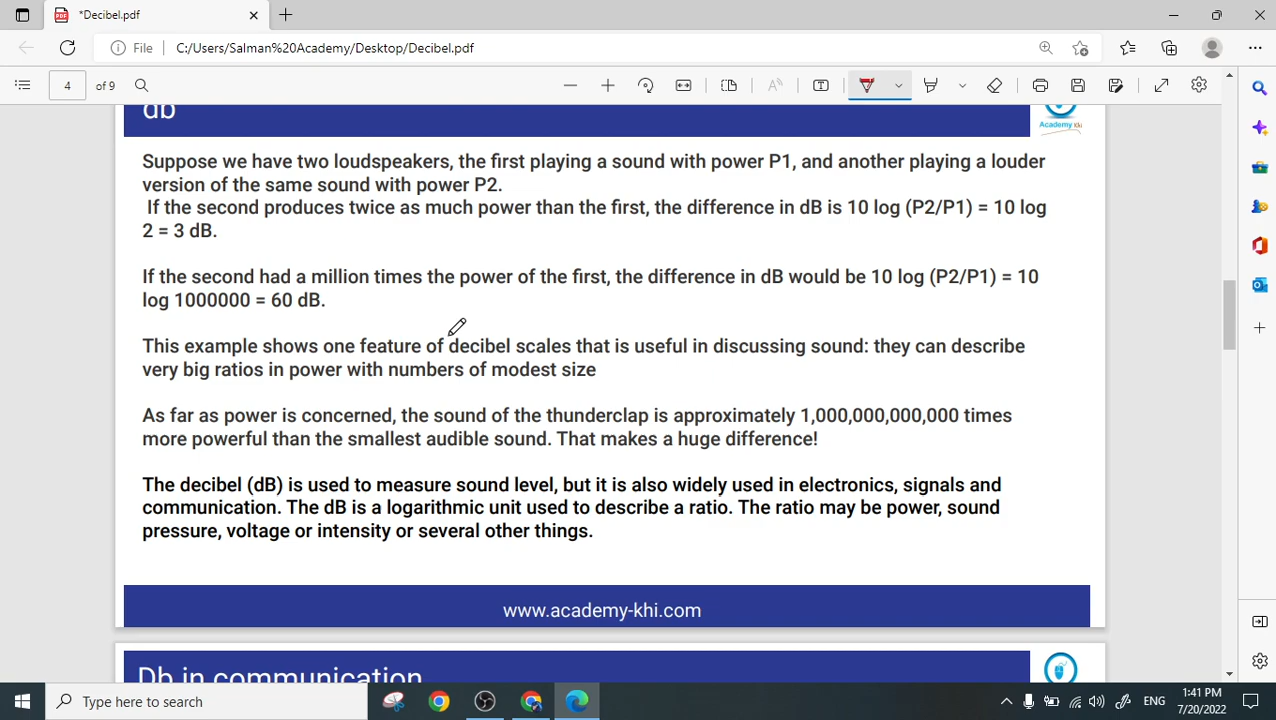 *Decibel.pdf
File
C:/Users/Salman%20Academy/Desktop/Decibel.pdf
4
of 9
db
Academy Khi
Suppose we have two loudspeakers, the first playing a sound with power P1, and another playing a louder
version of the same sound with power P2.
If the second produces twice as much power than the first, the difference in dB is 10 log (P2/P1) = 10 log
2 = 3 dB.
If the second had a million times the power of the first, the difference in dB would be 10 log (P2/P1) = 10
log 1000000 = 60 dB.
This example shows one feature of decibel scales that is useful in discussing sound: they can describe
very big ratios in power with numbers of modest size
As far as power is concerned, the sound of the thunderclap is approximately 1,000,000,000,000 times
more powerful than the smallest audible sound. That makes a huge difference!
The decibel (dB) is used to measure sound level, but it is also widely used in electronics, signals and
communication. The dB is a logarithmic unit used to describe a ratio. The ratio may be power, sound
pressure, voltage or intensity or several other things.
www.academy-khi.com
Db in communication
Type here to search
ENG
1:41 PM
7/20/2022